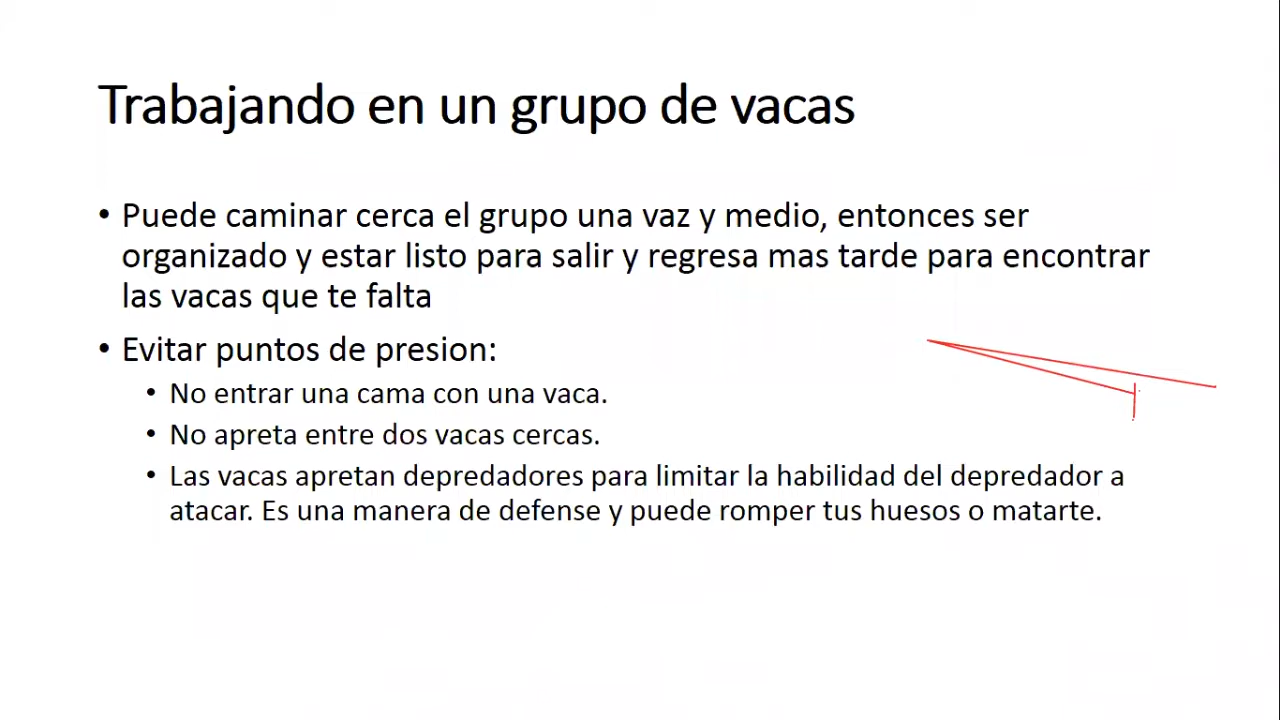 Trabajando en un grupo de vacas
• Puede caminar cerca el grupo una vaz y medio, entonces ser
organizado y estar listo para salir y regresa mas tarde para encontrar
las vacas que te falta
• Evitar puntos de presion:
• No entrar una cama con una vaca.
• No apreta entre dos vacas cercas.
• Las vacas apretan depredadores para limitar la habilidad del depredador a
atacar. Es una manera de defense y puede romper tus huesos o matarte.